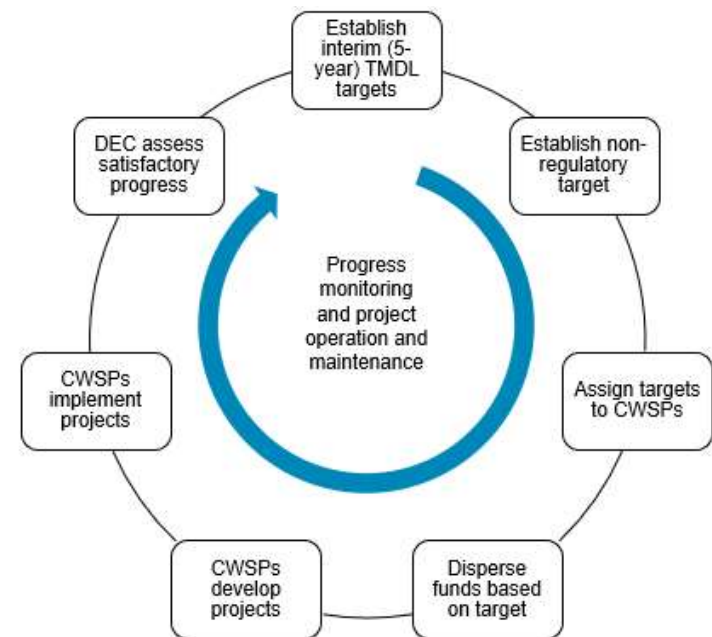 Establish
interim (5-
year) TMDL
targets
Establish non-
regulatory
target
Assign targets
to CWSPs
Disperse
funds based
on target
CWSPs
develop
projects
CWSPs
implement
projects
DEC assess
satisfactory
progress
Progress
monitoring
and project
operation and
maintenance